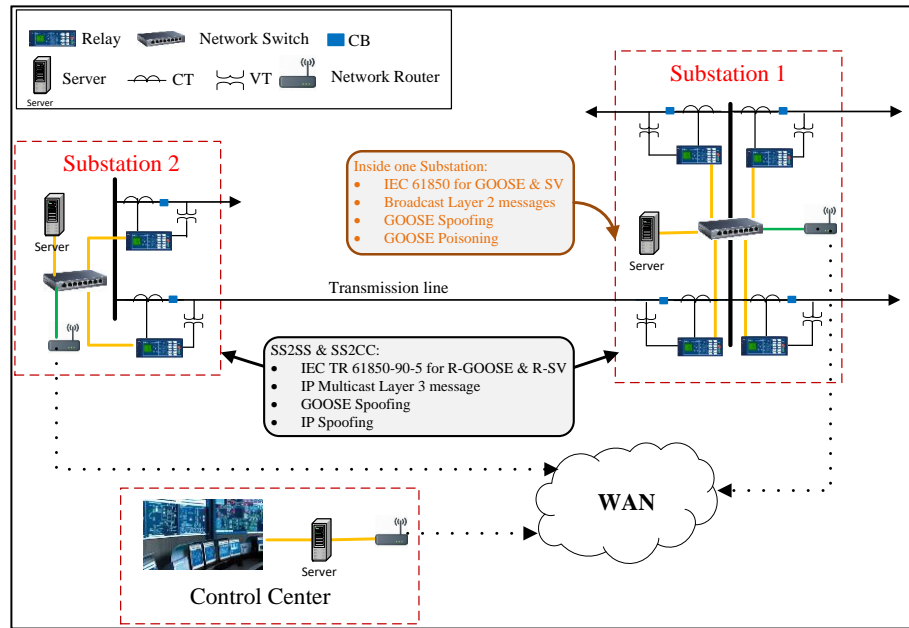 Relay
Network Switch
CB
Server
Server
CT
VT
Network Router
Substation 1
Substation 2
Inside one Substation:
• IEC 61850 for GOOSE & SV
• Broadcast Layer 2 messages
• GOOSE Spoofing
• GOOSE Poisoning
Server
Server
Transmission line
SS2SS & SS2CC:
• IEC TR 61850-90-5 for R-GOOSE & R-SV
• IP Multicast Layer 3 message
• GOOSE Spoofing
• IP Spoofing
WAN
Server
Control Center